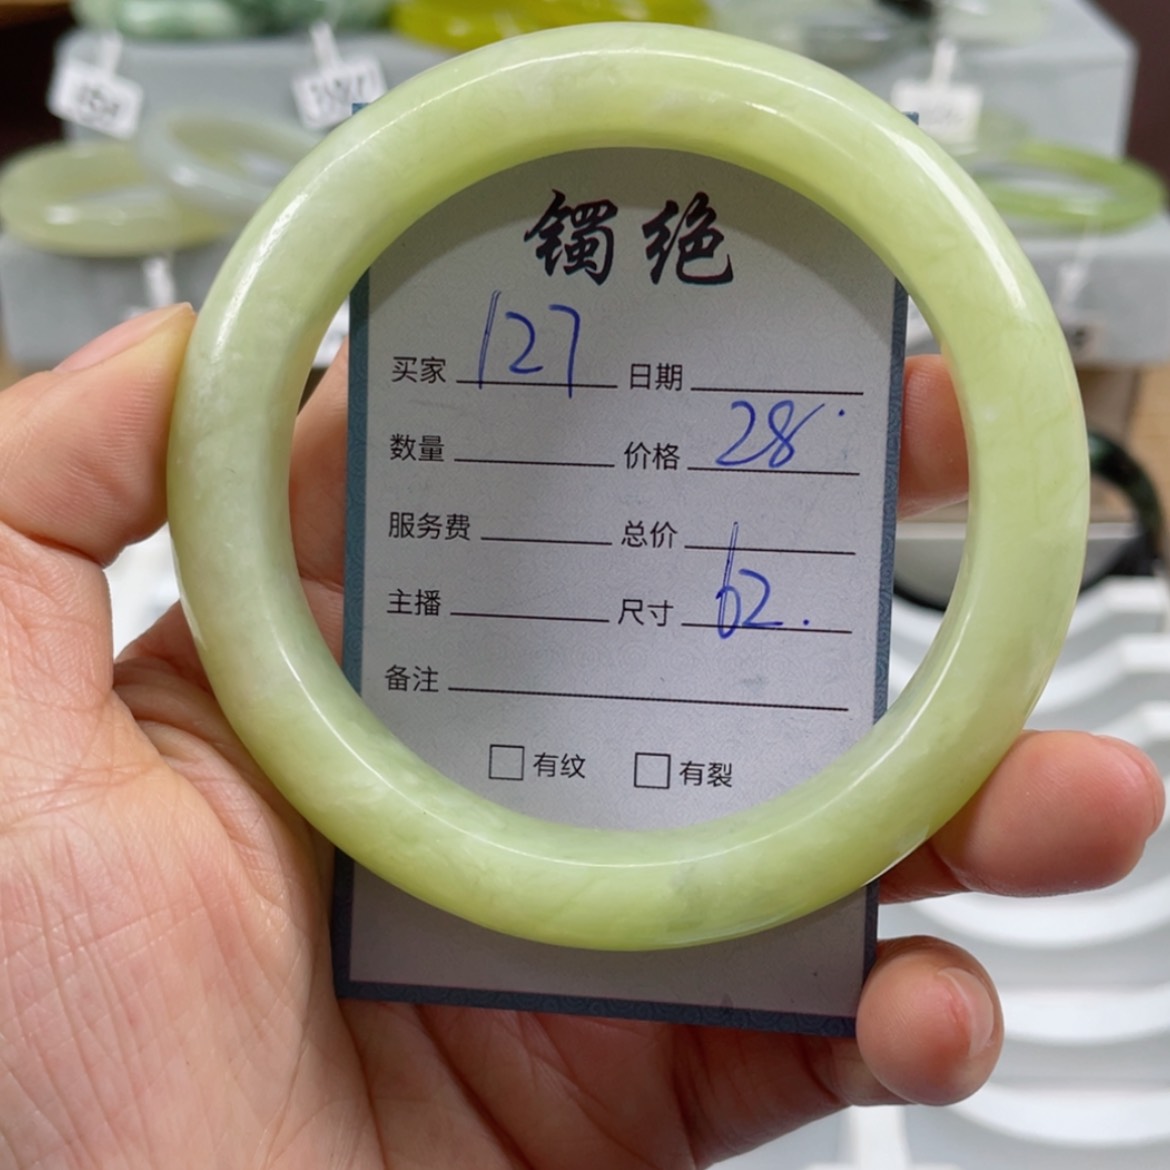 镯绝
买家 127 日期
数量 价格 28
服务费 总价
主播 尺寸 62.
备注
有纹 有裂